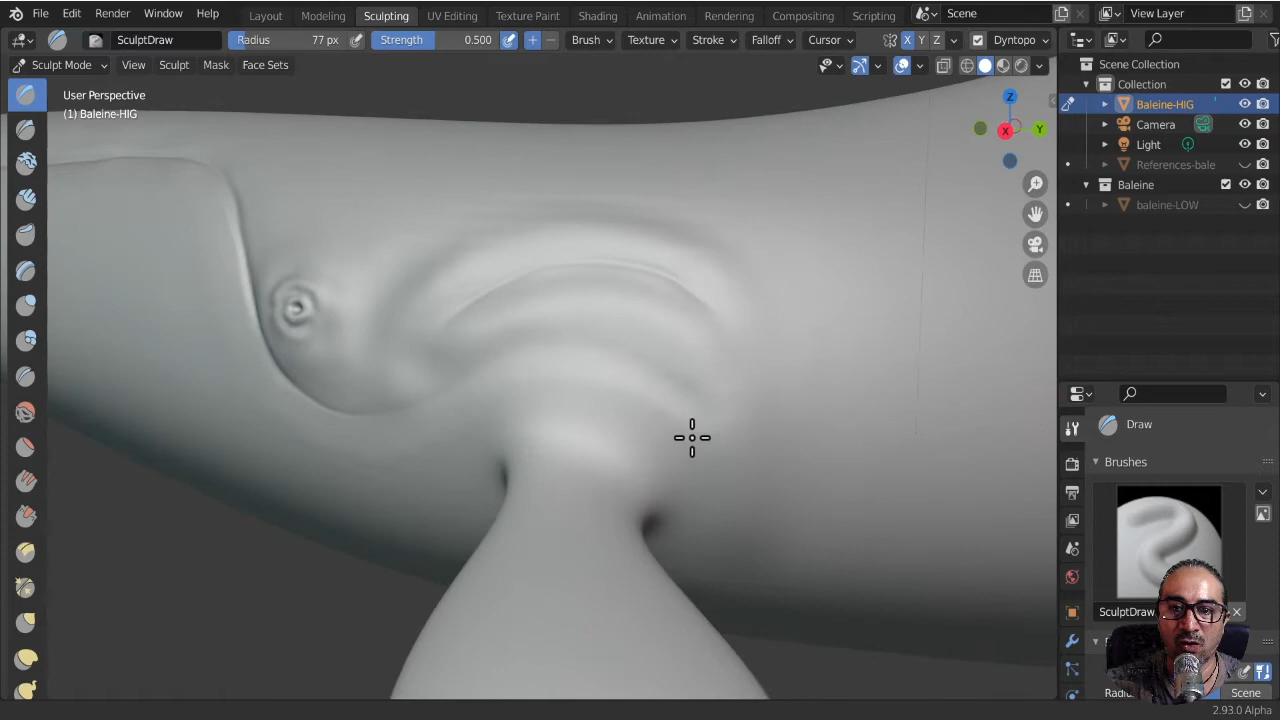 File Edit Render Window Help Layout Modeling Sculpting UV Editing Texture Paint Shading Animation Rendering Compositing Scripting Scene View Layer
SculptDraw Radius 77 px Strength 0.500 Brush Texture Stroke Falloff Cursor X Y Z Dyntopo
Sculpt Mode View Sculpt Mask Face Sets
Scene Collection
Collection
Baleine-HIG
Camera
Light
References-bale
Baleine
baleine-LOW
User Perspective
(1) Baleine-HIG
Z
X
Y
Draw
Brushes
SculptDraw
Scene
2.93.0 Alpha